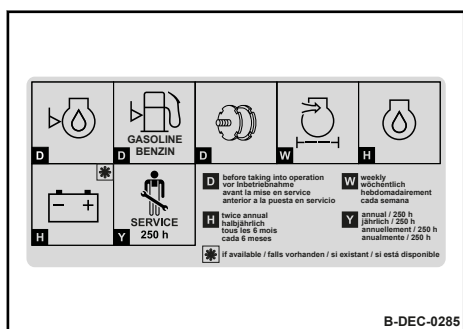 D
GASOLINE
BENZIN
D
D
W
H
H
- +
SERVICE
250 h
Y
D before taking into operation
vor Inbetriebnahme
avant la mise en service
anterior a la puesta en servicio
W weekly
wöchentlich
hebdomadairement
cada semana
H twice annual
halbjährlich
tous les 6 mois
cada 6 meses
Y annual / 250 h
jährlich / 250 h
annuellement / 250 h
anualmente / 250 h
if available / falls vorhanden / si existant / si está disponible
B-DEC-0285